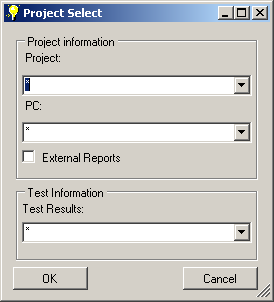 Project Select
Project information
Project:
*
PC:
*
External Reports
Test Information
Test Results:
*
OK
Cancel